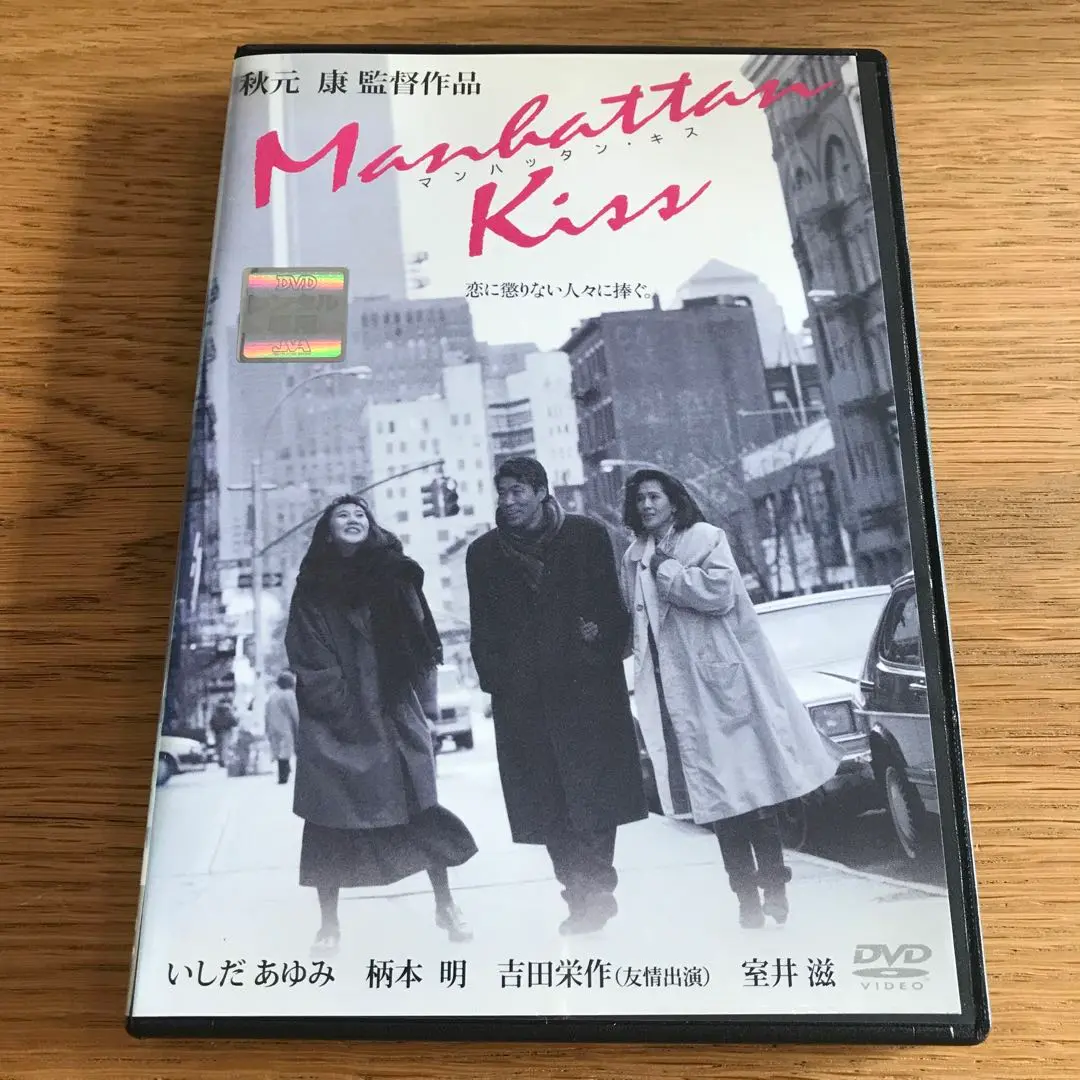 秋元 康 監督作品
Manhattan
マンハッタン・キス
Kiss
恋に懲りない人々に捧ぐ。
DVD
いしだ あゆみ 柄本 明 吉田栄作(友情出演) 室井 滋
DVD
VIDEO